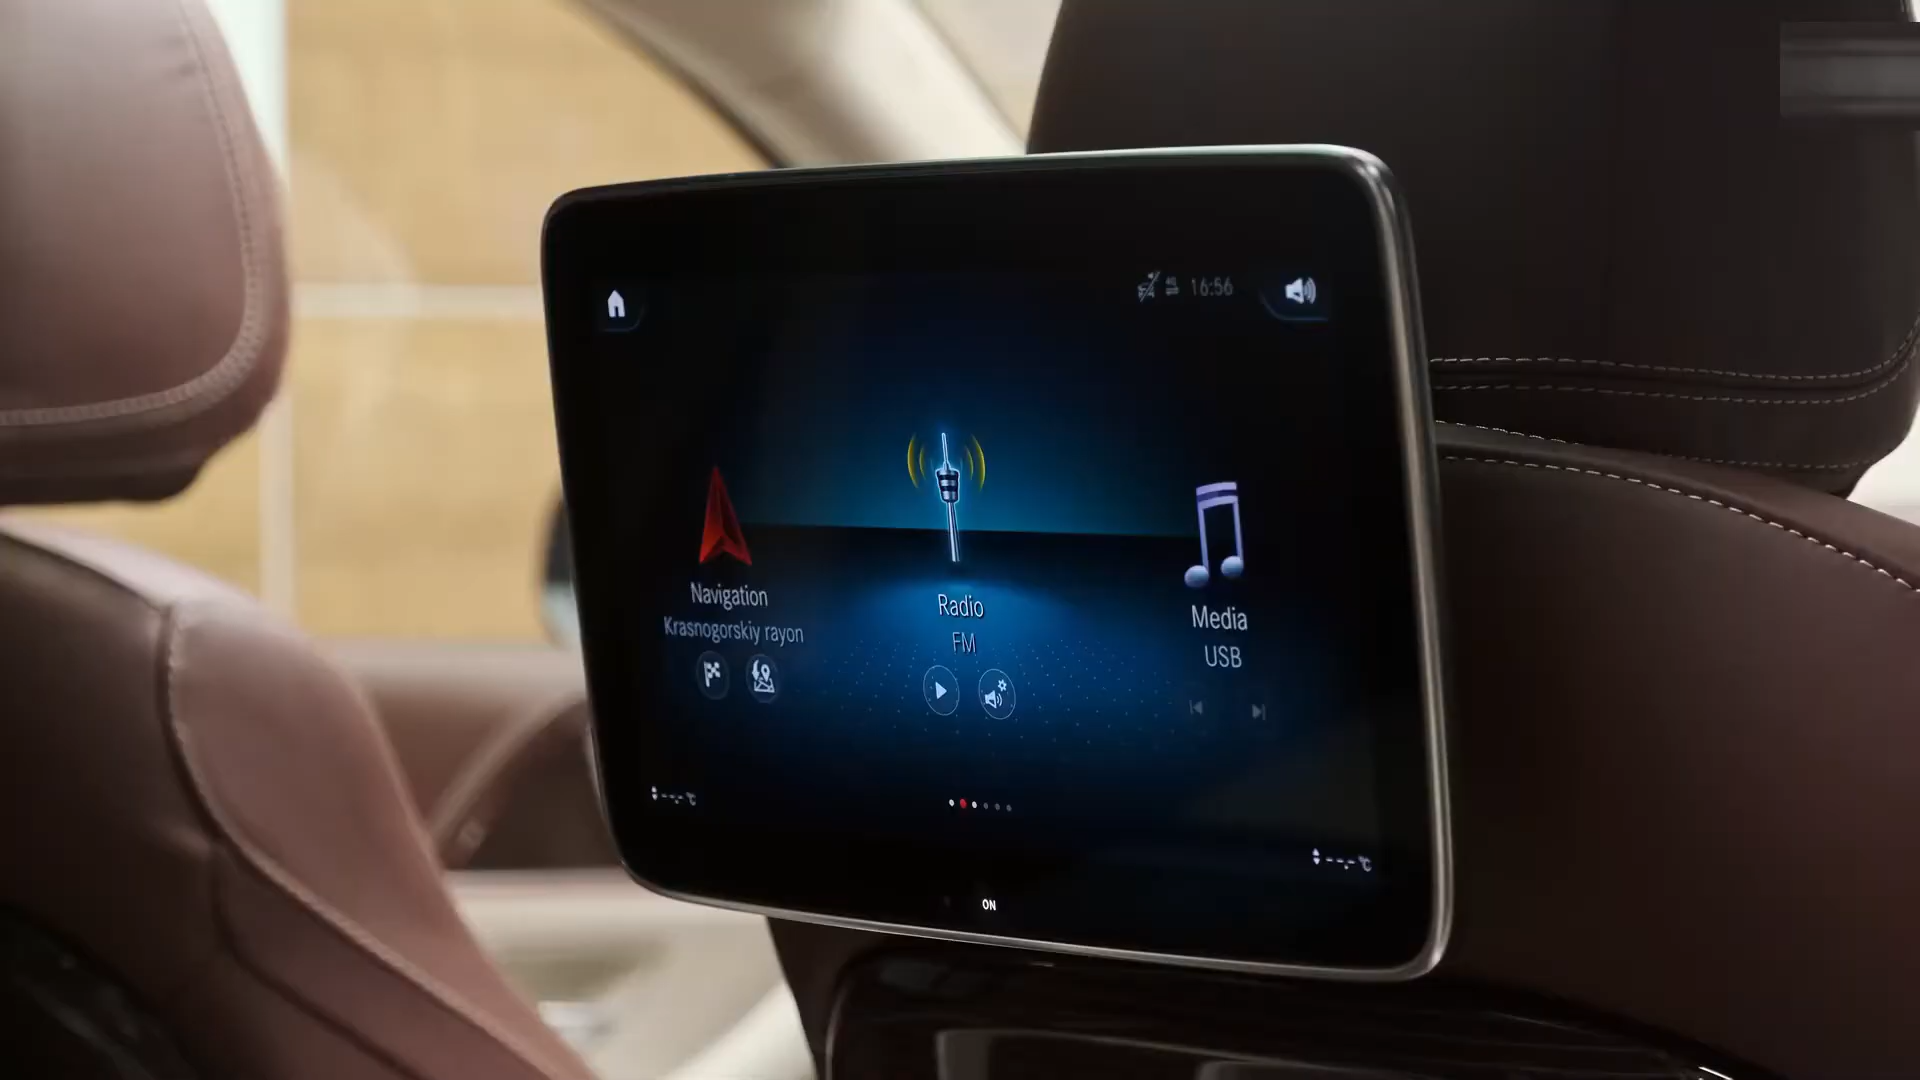 16:56
Navigation
Krasnogorskiy rayon
Radio
FM
Media
USB
--.-°C
--.-°C
ON